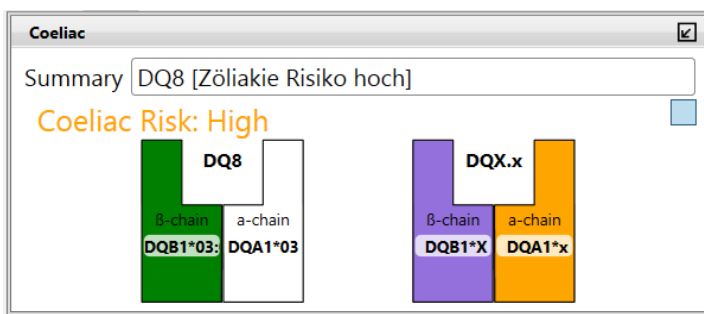 Coeliac
Summary DQ8 [Zöliakie Risiko hoch]
Coeliac Risk: High
DQ8 DQX.x
ß-chain a-chain ß-chain a-chain
DQB1*03: DQA1*03 DQB1*X DQA1*x